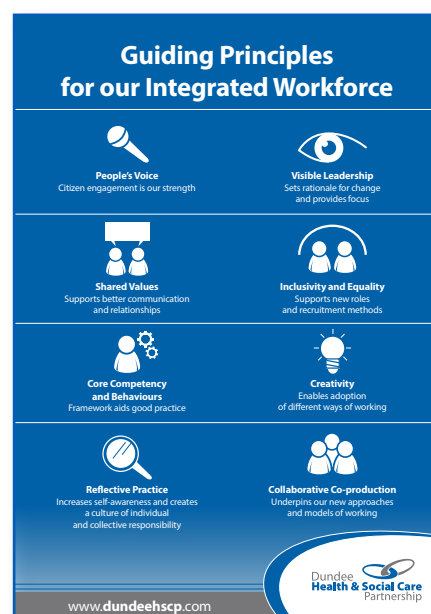 Guiding Principles
for our Integrated Workforce
People's Voice
Citizen engagement is our strength
Visible Leadership
Sets rationale for change
and provides focus
Shared Values
Supports better communication
and relationships
Inclusivity and Equality
Supports new roles
and recruitment methods
Core Competency
and Behaviours
Framework aids good practice
Creativity
Enables adoption
of different ways of working
Reflective Practice
Increases self-awareness and creates
a culture of individual
and collective responsibility
Collaborative Co-production
Underpins our new approaches
and models of working
www.dundeehscp.com
Dundee
Health & Social Care
Partnership